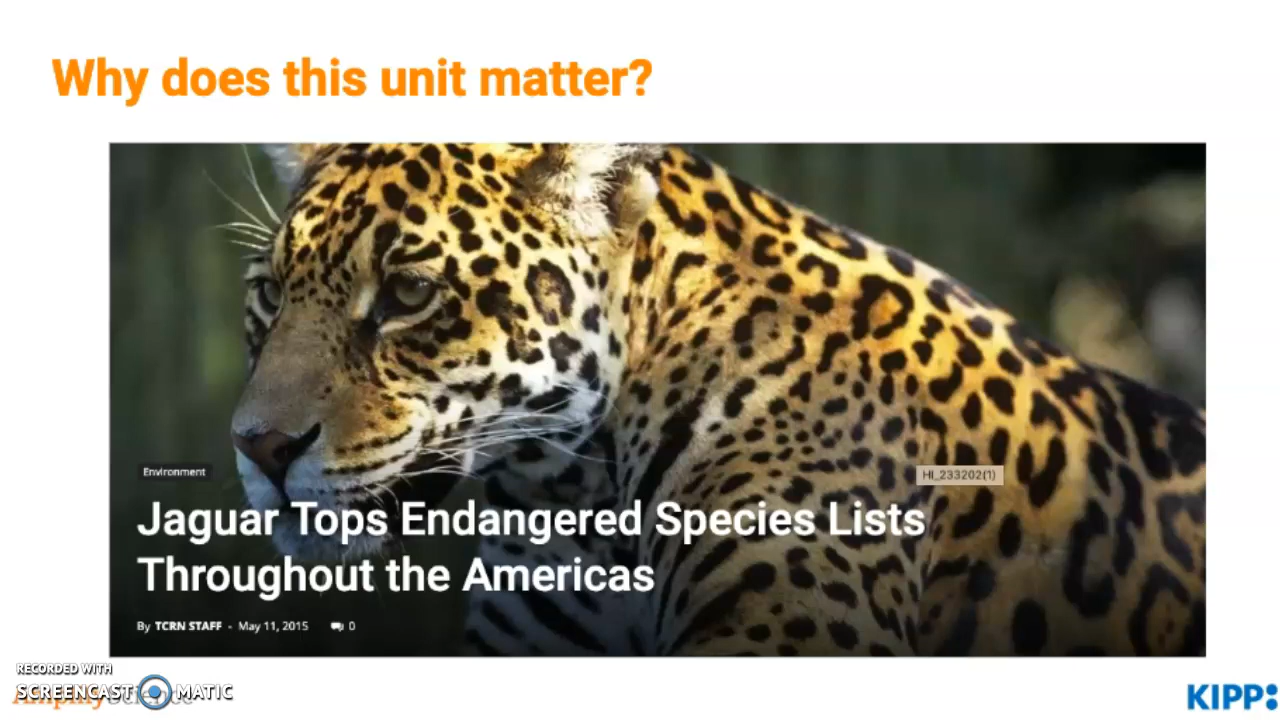 Why does this unit matter?
Environment
HI_233202(1)
Jaguar Tops Endangered Species Lists
Throughout the Americas
By TCRN STAFF - May 11, 2015 0
RECORDED WITH
SCREENCAST MATIC
KIPP: